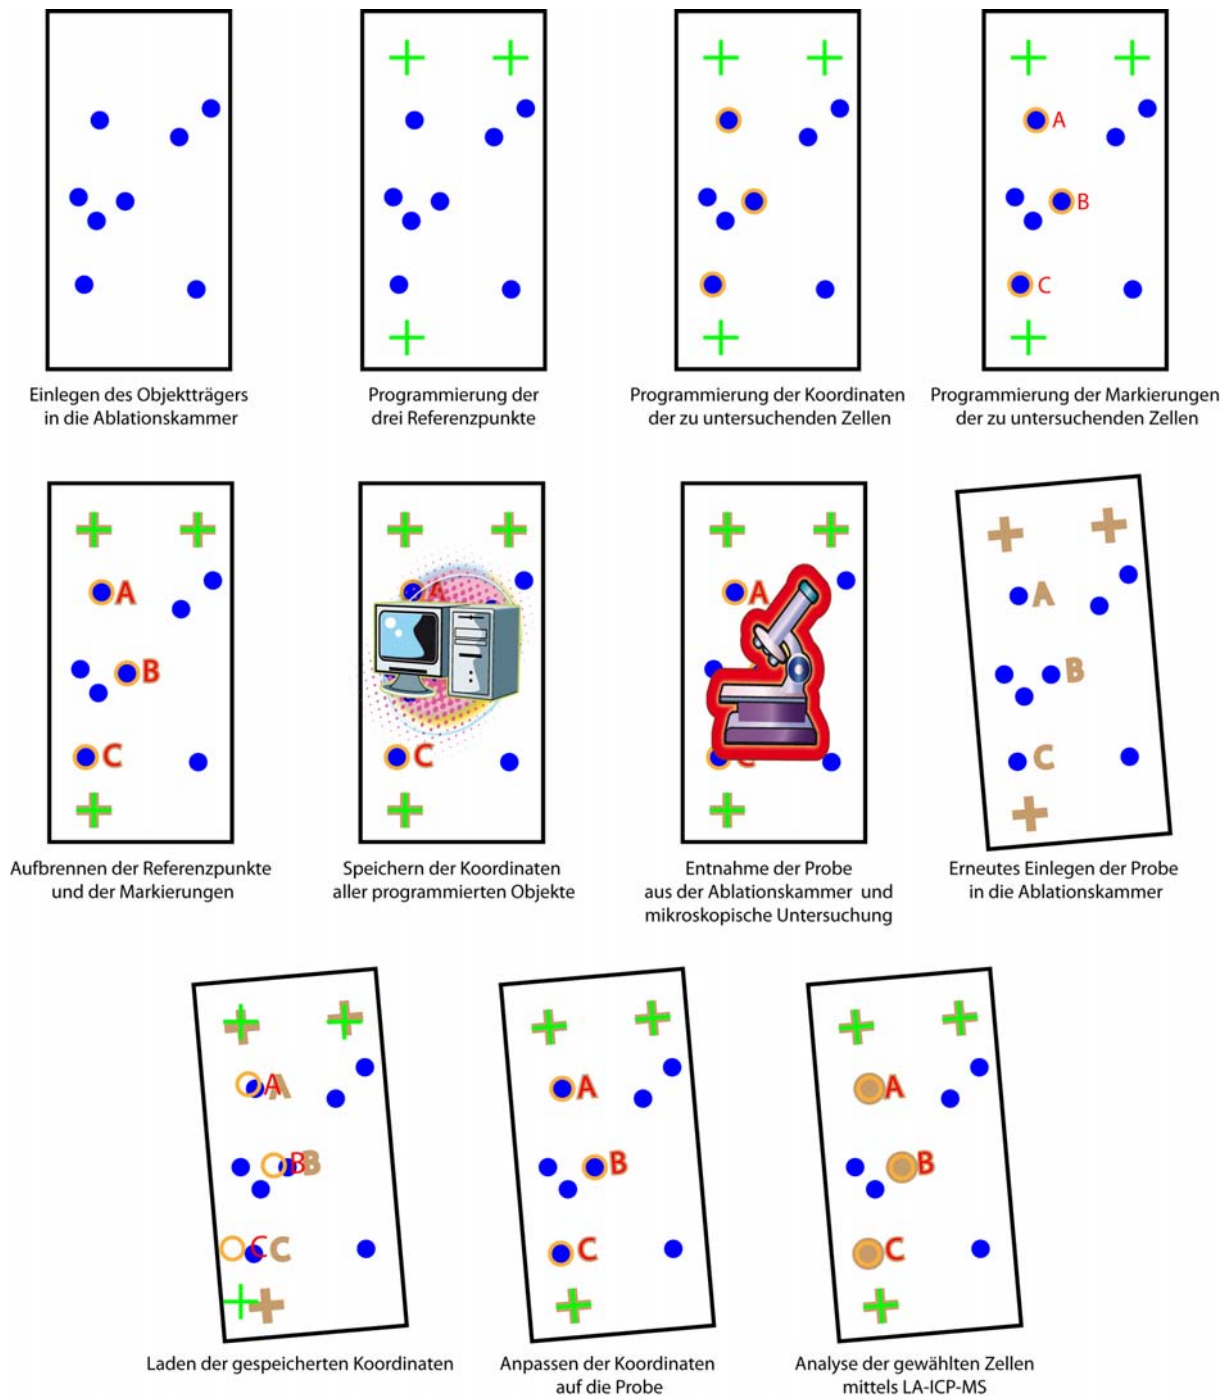 A
B
C
Einlegen des Objektträgers
in die Ablationskammer
Programmierung der
drei Referenzpunkte
Programmierung der Koordinaten
der zu untersuchenden Zellen
Programmierung der Markierungen
der zu untersuchenden Zellen
A
B
C
A
C
A
C
A
B
C
Aufbrennen der Referenzpunkte
und der Markierungen
Speichern der Koordinaten
aller programmierten Objekte
Entnahme der Probe
aus der Ablationskammer und
mikroskopische Untersuchung
Erneutes Einlegen der Probe
in die Ablationskammer
A A
B B
C C
A
B
C
A
B
C
Laden der gespeicherten Koordinaten
Anpassen der Koordinaten
auf die Probe
Analyse der gewählten Zellen
mittels LA-ICP-MS